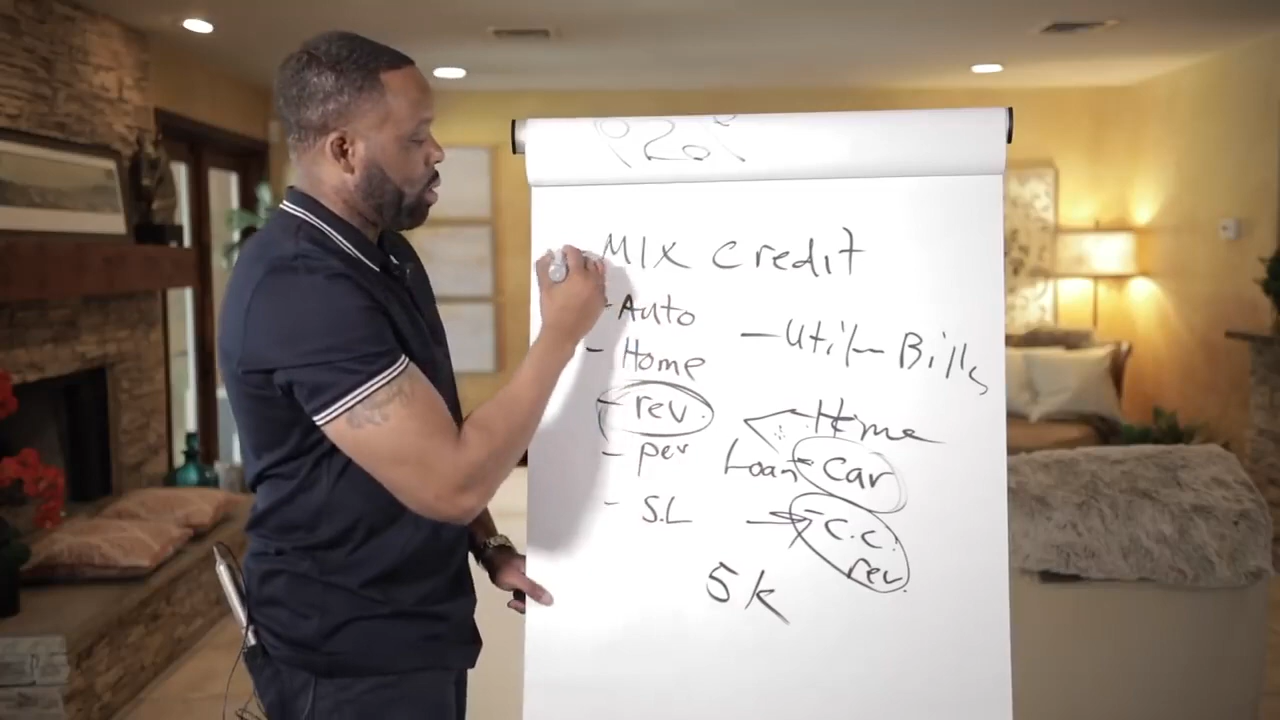 MIX credit
- Auto
- Home
- rev.
- per
- S.L
- Util Bills
Home
Loan - car
- C.C.
rev.
5k